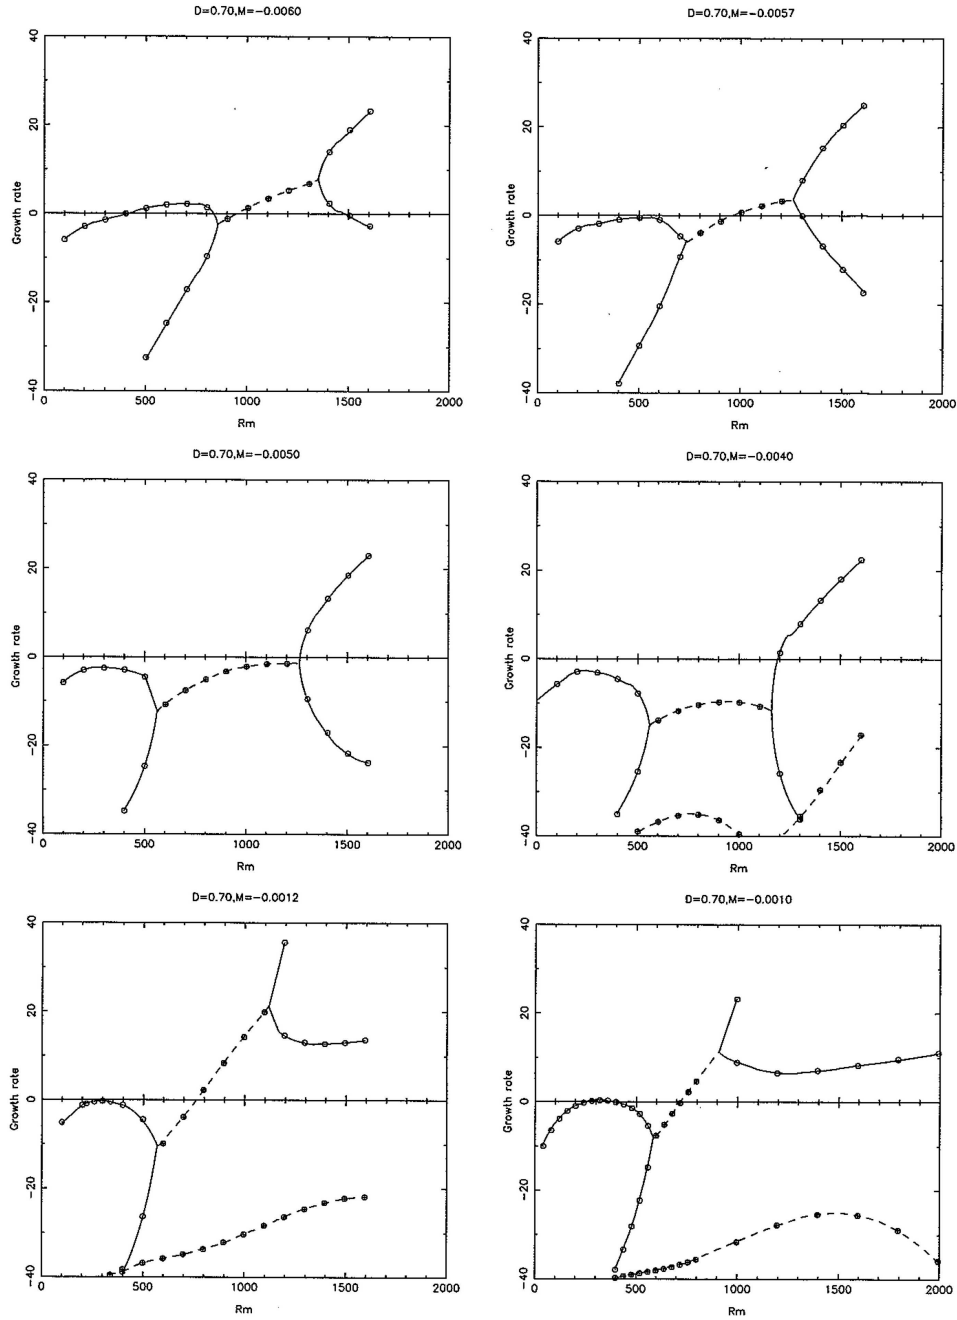 D=0.70,M=-0.0060
40
20
0
-20
-40
Growth rate
0 500 1000 1500 2000
Rm
D=0.70,M=-0.0057
40
20
0
-20
-40
Growth rate
0 500 1000 1500 2000
Rm
D=0.70,M=-0.0050
40
20
0
-20
-40
Growth rate
0 500 1000 1500 2000
Rm
D=0.70,M=-0.0040
40
20
0
-20
-40
Growth rate
0 500 1000 1500 2000
Rm
D=0.70,M=-0.0012
40
20
0
-20
-40
Growth rate
0 500 1000 1500 2000
Rm
D=0.70,M=-0.0010
40
20
0
-20
-40
Growth rate
0 500 1000 1500 2000
Rm